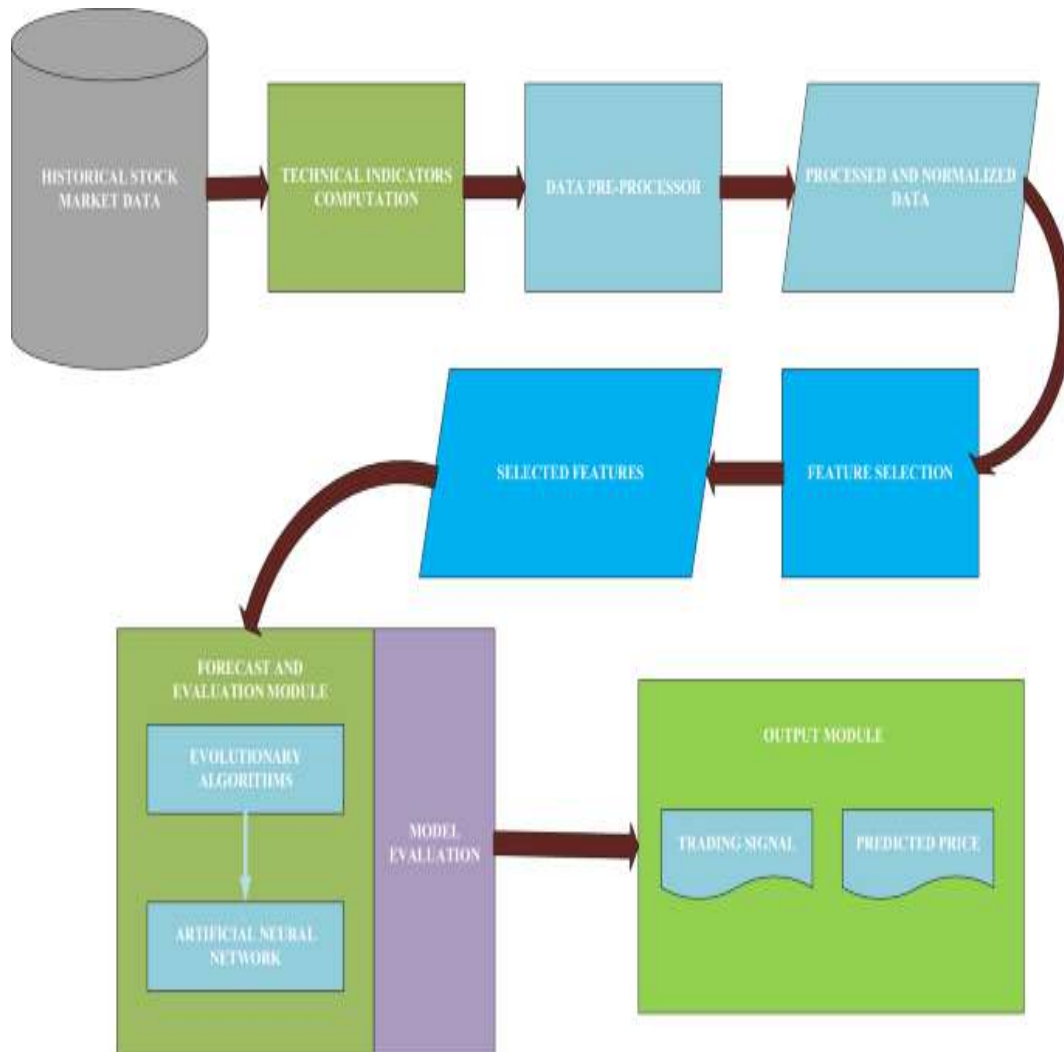 HISTORICAL STOCK
MARKET DATA
TECHNICAL INDICATORS
COMPUTATION
DATA PRE-PROCESSOR
PROCESSED AND NORMALIZED
DATA
SELECTED FEATURES
FEATURE SELECTION
FORECAST AND
EVALUATION MODULE
EVOLUTIONARY
ALGORITHMS
ARTIFICIAL NEURAL
NETWORK
MODEL
EVALUATION
OUTPUT MODULE
TRADING SIGNAL
PREDICTED PRICE